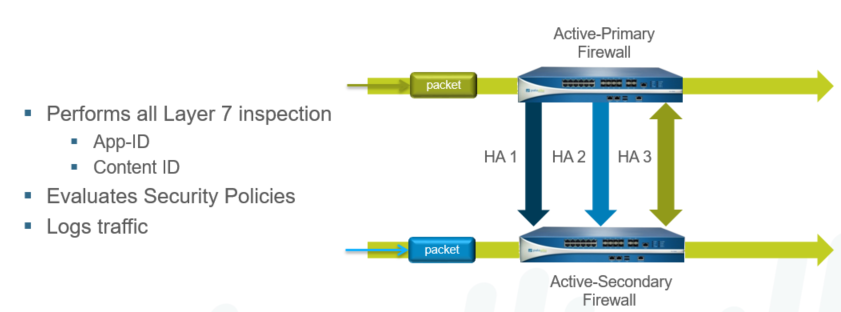 Performs all Layer 7 inspection
App-ID
Content ID
Evaluates Security Policies
Logs traffic
Active-Primary
Firewall
packet
HA 1
HA 2
HA 3
packet
Active-Secondary
Firewall